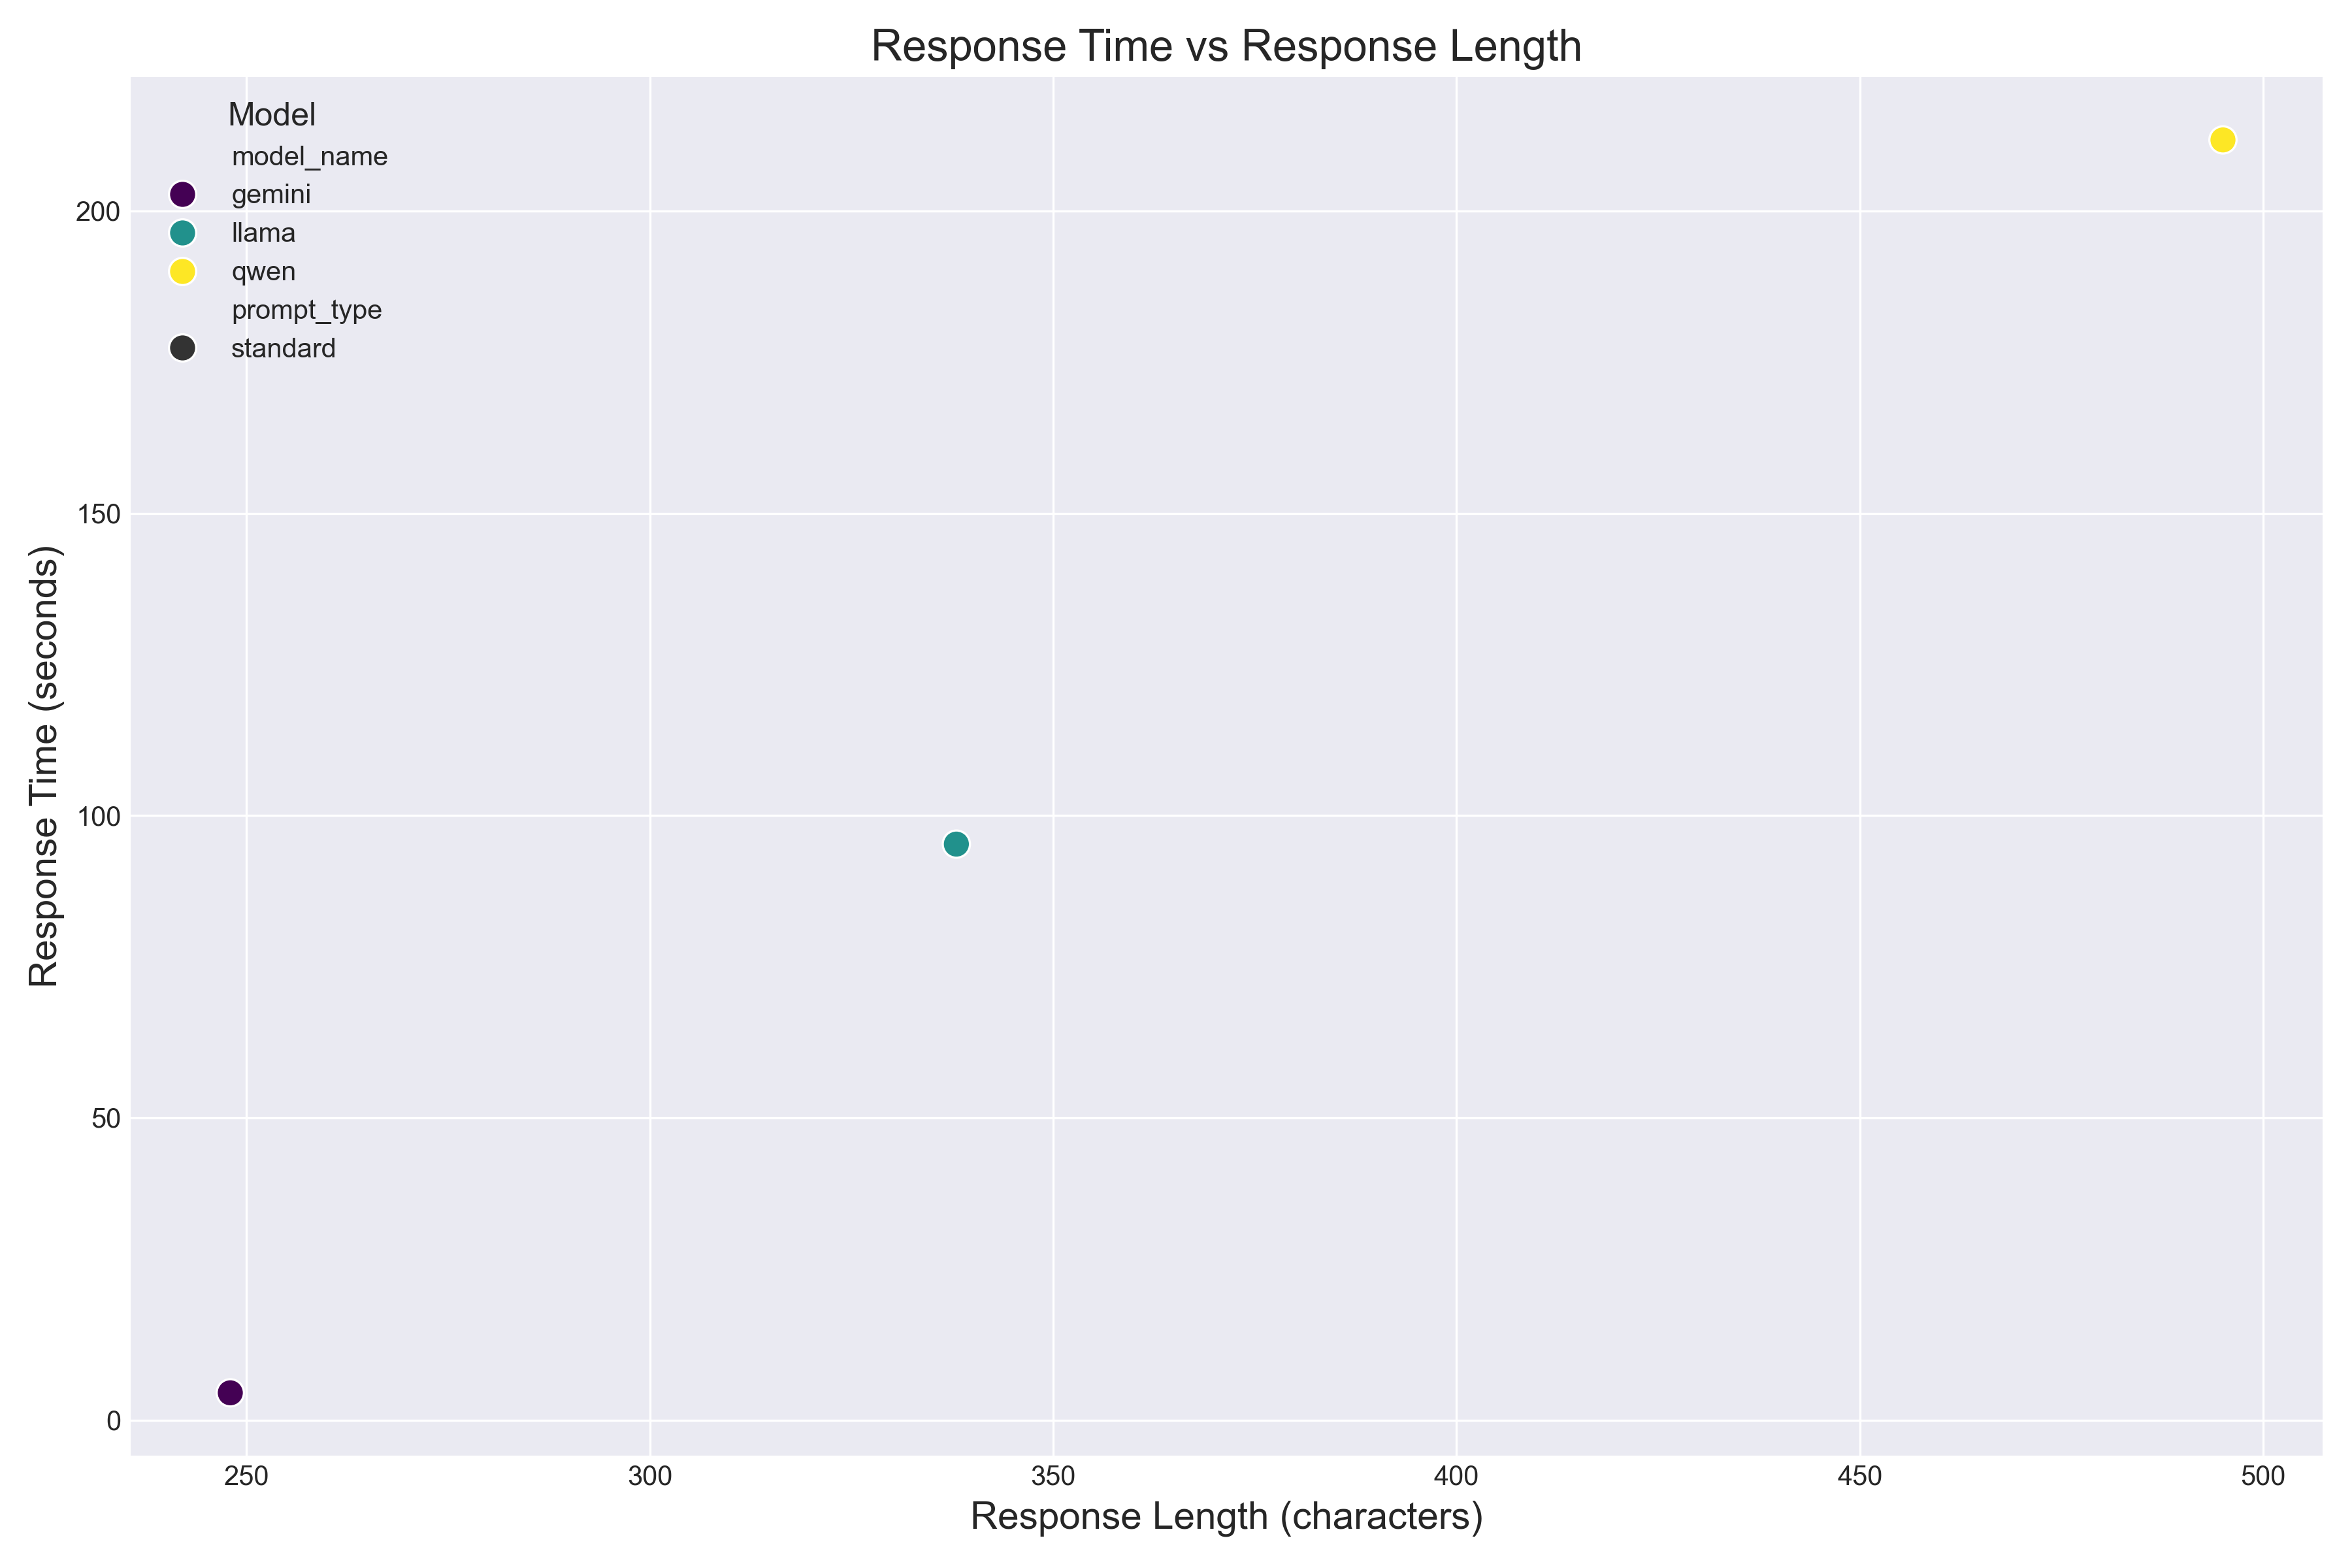 Response Time vs Response Length
Model
model_name
gemini
llama
qwen
prompt_type
standard
200
150
100
50
0
Response Time (seconds)
250 300 350 400 450 500
Response Length (characters)